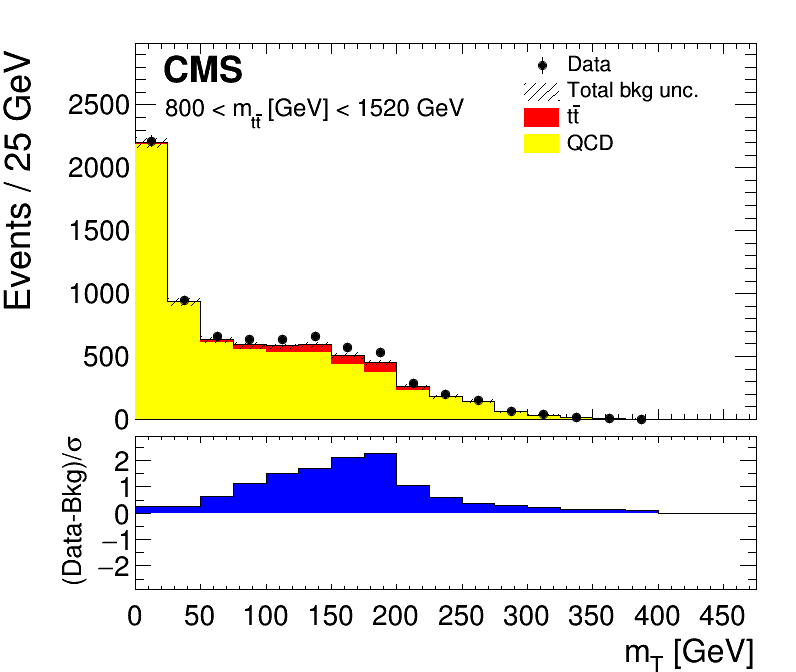 CMS
800 < m_tt̄ [GeV] < 1520 GeV
Data
Total bkg unc.
tt̄
QCD
Events / 25 GeV
2500
2000
1500
1000
500
0
(Data-Bkg)/σ
2
1
0
−1
−2
0 50 100 150 200 250 300 350 400 450
m_T [GeV]